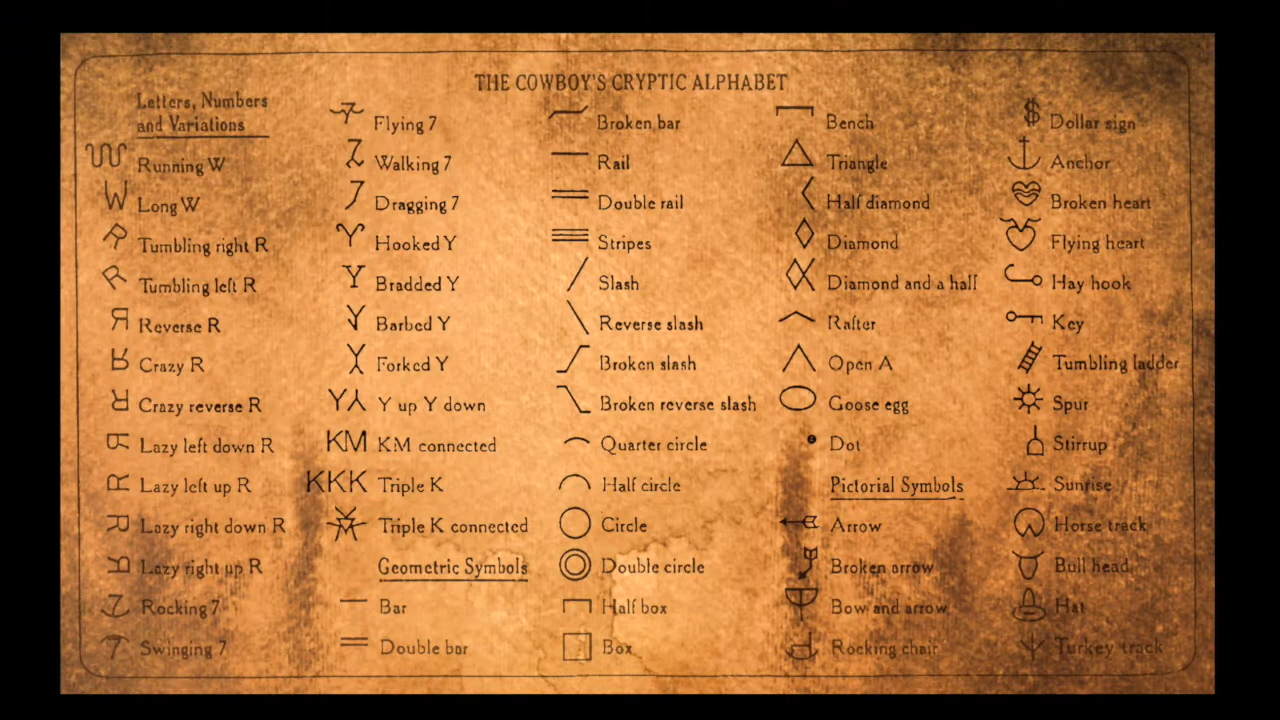 THE COWBOY'S CRYPTIC ALPHABET
Letters, Numbers
and Variations
Running W
Long W
Tumbling right R
Tumbling left R
Reverse R
Crazy R
Crazy reverse R
Lazy left down R
Lazy left up R
Lazy right down R
Lazy right up R
Rocking 7
Swinging 7
Flying 7
Walking 7
Dragging 7
Hooked Y
Bradded Y
Barbed Y
Forked Y
Y up Y down
KM KM connected
KKK Triple K
Triple K connected
Geometric Symbols
Bar
Double bar
Broken bar
Rail
Double rail
Stripes
Slash
Reverse slash
Broken slash
Broken reverse slash
Quarter circle
Half circle
Circle
Double circle
Half box
Box
Bench
Triangle
Half diamond
Diamond
Diamond and a half
Rafter
Open A
Goose egg
Dot
Pictorial Symbols
Arrow
Broken arrow
Bow and arrow
Rocking chair
$ Dollar sign
Anchor
Broken heart
Flying heart
Hay hook
Key
Tumbling ladder
Spur
Stirrup
Sunrise
Horse track
Bull head
Hat
Turkey track